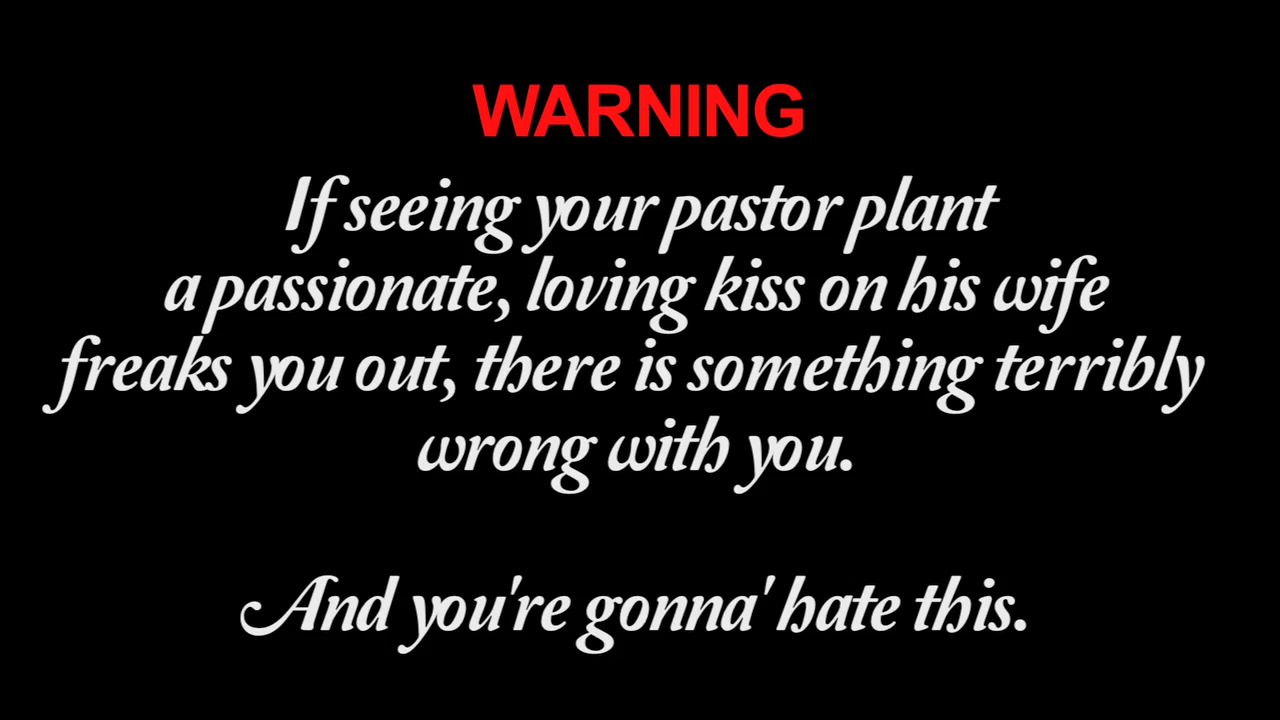 WARNING
If seeing your pastor plant
a passionate, loving kiss on his wife
freaks you out, there is something terribly
wrong with you.
And you're gonna' hate this.